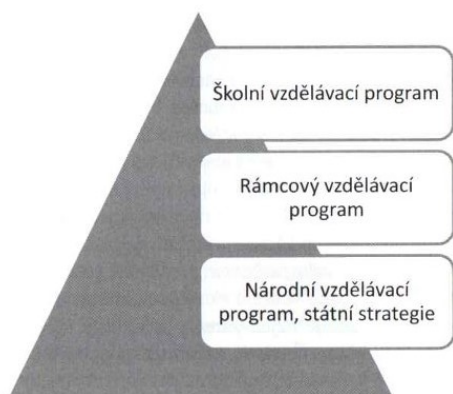 Školní vzdělávací program
Rámcový vzdělávací
program
Národní vzdělávací
program, státní strategie